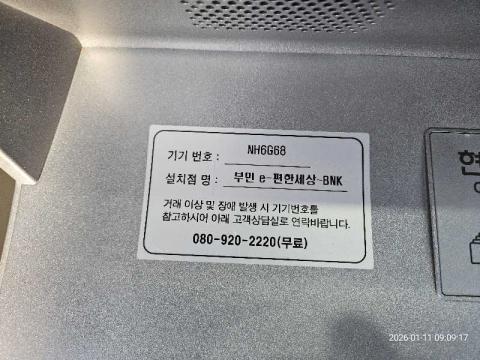 기기 번호 : NH6G68
설치점 명 : 부민 e-편한세상-BNK
거래 이상 및 장애 발생 시 기기번호를
참고하시어 아래 고객상담실로 연락바랍니다.
080-920-2220(무료)
현
2026-01-11 09:09:17